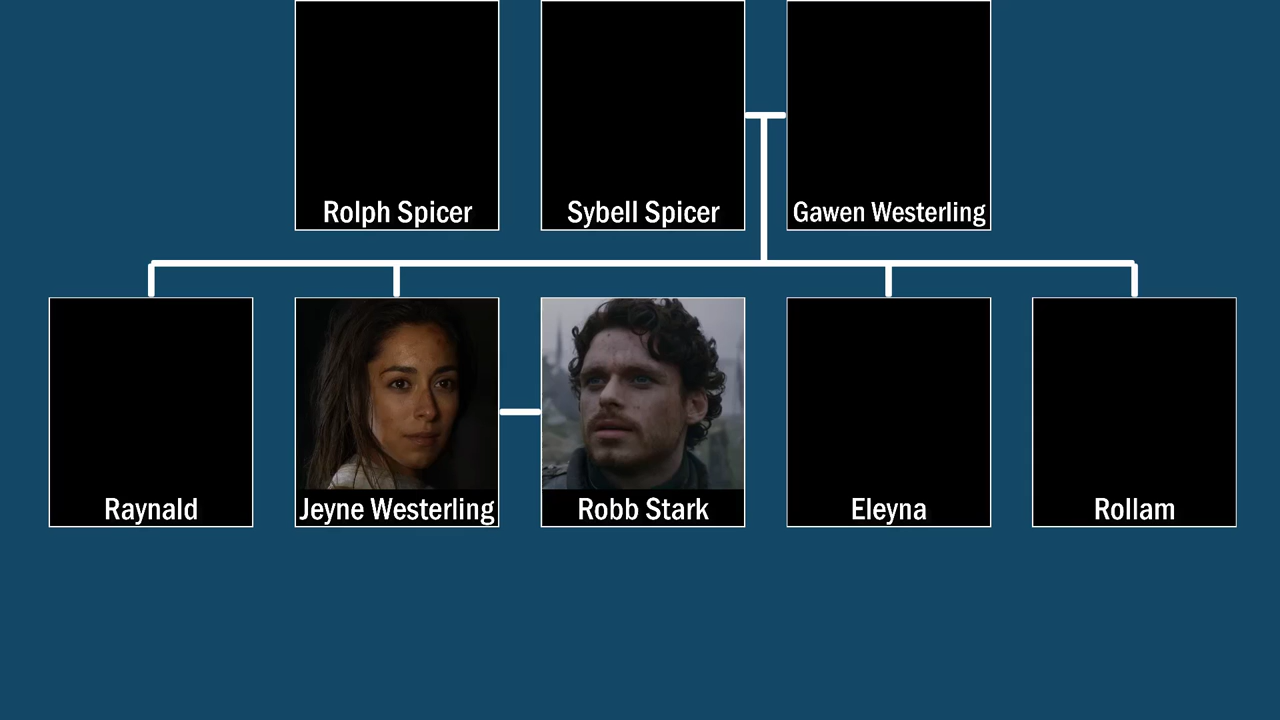 Rolph Spicer
Sybell Spicer
Gawen Westerling
Raynald
Jeyne Westerling
Robb Stark
Eleyna
Rollam